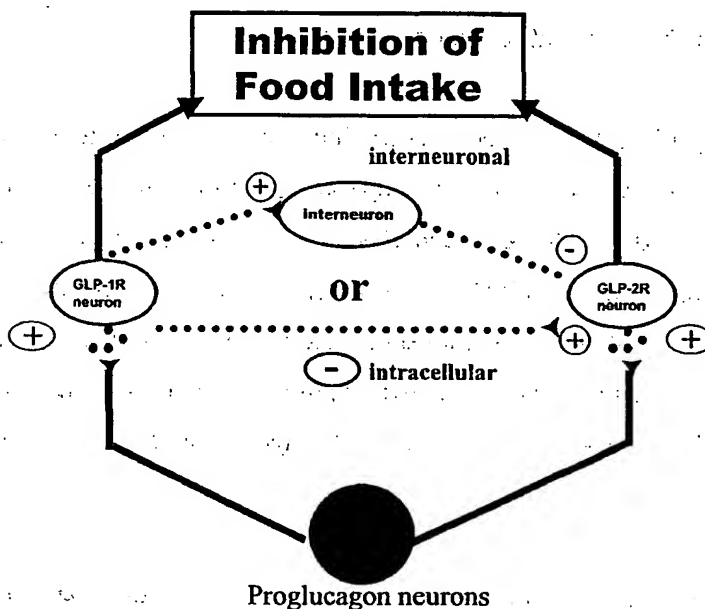 Inhibition of
Food Intake
interneuronal
+
Interneuron
-
GLP-1R
neuron
or
GLP-2R
neuron
+
+
+
- intracellular
Proglucagon neurons